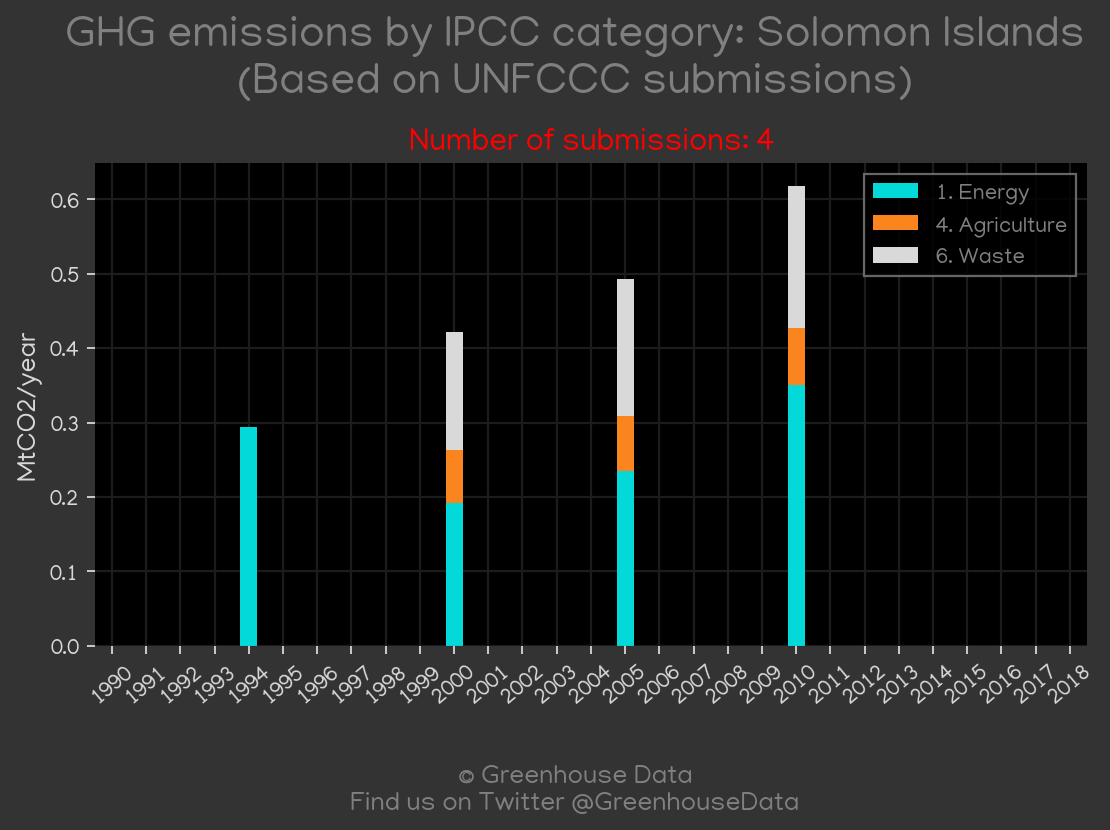 GHG emissions by IPCC category: Solomon Islands
(Based on UNFCCC submissions)
Number of submissions: 4
1. Energy
4. Agriculture
6. Waste
MtCO2/year
0.6
0.5
0.4
0.3
0.2
0.1
0.0
1990 1991 1992 1993 1994 1995 1996 1997 1998 1999 2000 2001 2002 2003 2004 2005 2006 2007 2008 2009 2010 2011 2012 2013 2014 2015 2016 2017 2018
© Greenhouse Data
Find us on Twitter @GreenhouseData